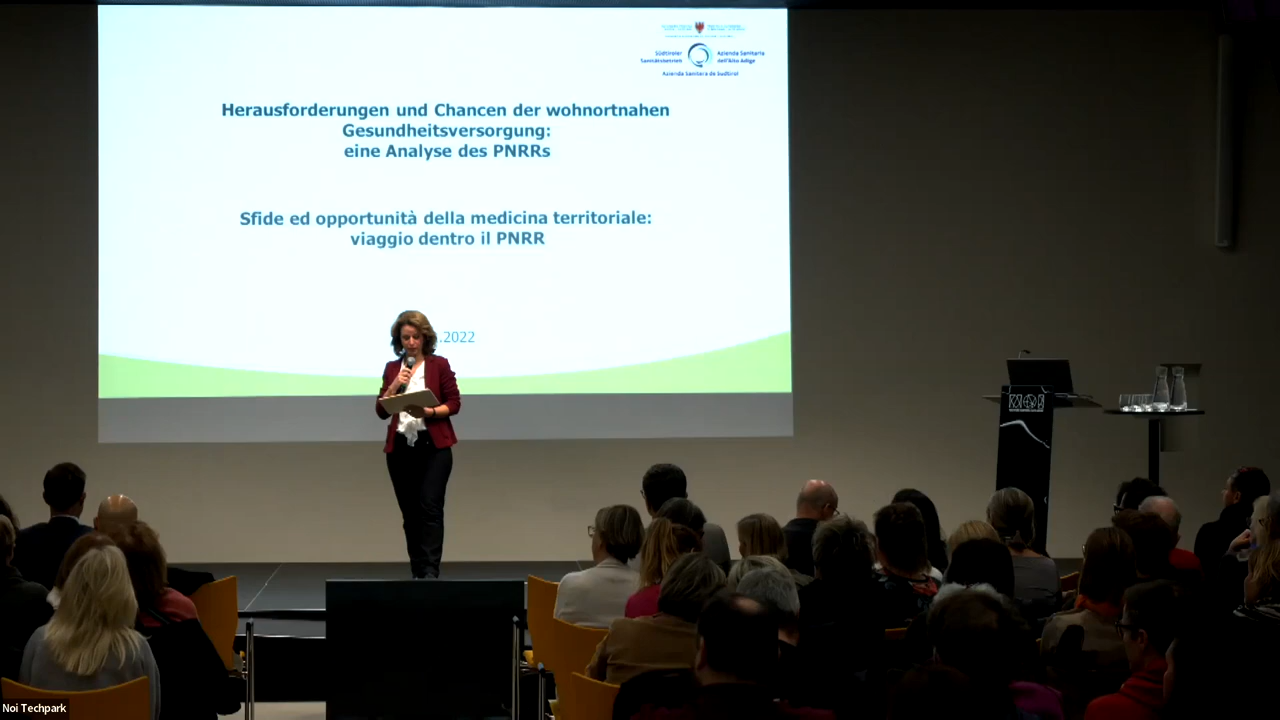 Südtiroler
Sanitätsbetrieb
Azienda Sanitaria
dell'Alto Adige
Azienda Sanitera de Sudtirol
Herausforderungen und Chancen der wohnortnahen
Gesundheitsversorgung:
eine Analyse des PNRRs
Sfide ed opportunità della medicina territoriale:
viaggio dentro il PNRR
.2022
Noi Techpark